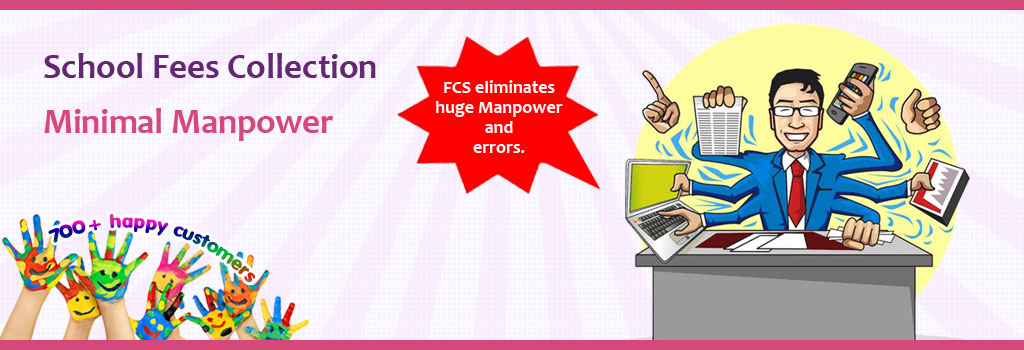 School Fees Collection
Minimal Manpower
FCS eliminates
huge Manpower
and
errors.
700+ happy customers